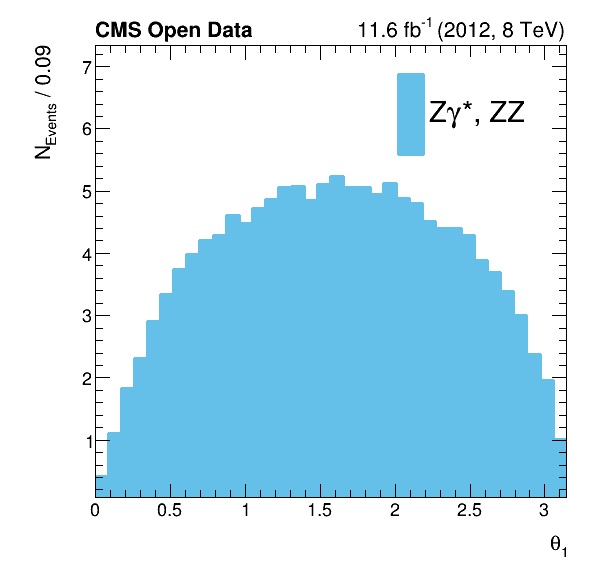 CMS Open Data 11.6 fb⁻¹ (2012, 8 TeV)
N_Events / 0.09
7
6
5
4
3
2
1
Zγ*, ZZ
0 0.5 1 1.5 2 2.5 3
θ₁